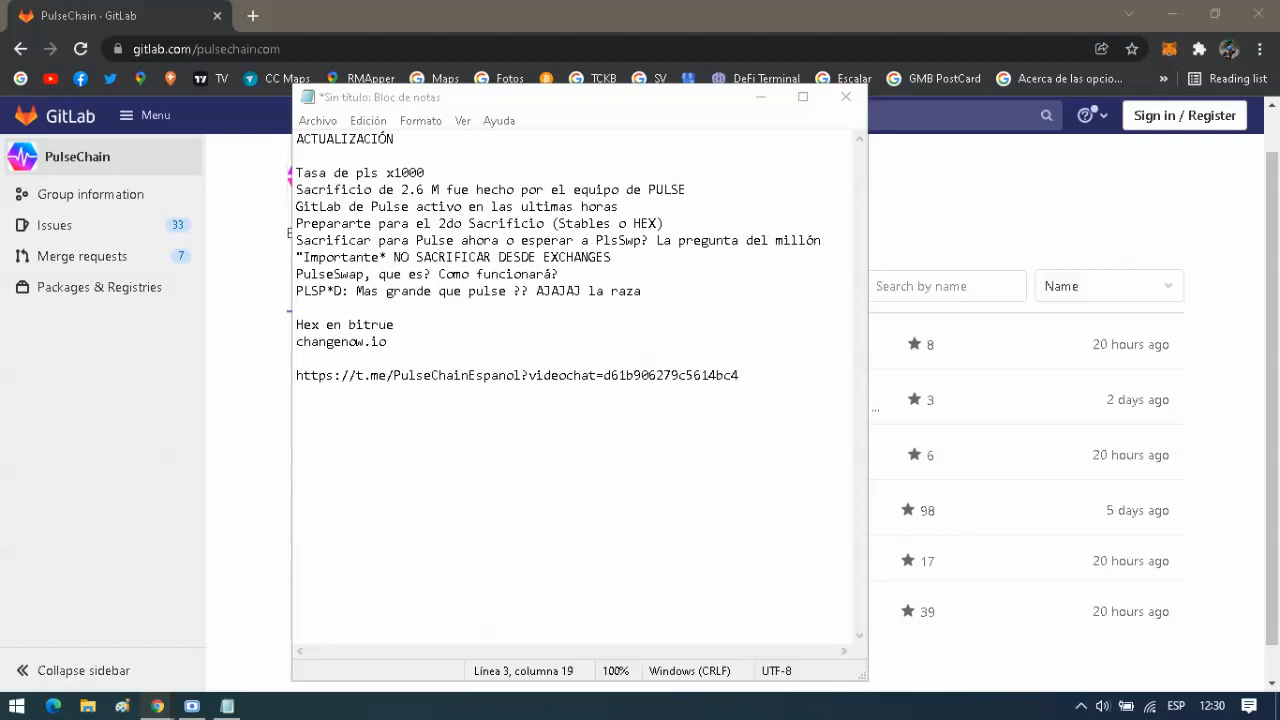 PulseChain · GitLab
gitlab.com/pulsechaincom
TV
CC Maps
RMApper
Maps
Fotos
TCKB
SV
DeFi Terminal
Escalar
GMB PostCard
Acerca de las opcio...
»
Reading list
GitLab
Menu
Sign in / Register
PulseChain
Group information
Issues 33
Merge requests 7
Packages & Registries
Collapse sidebar
*Sin título: Bloc de notas
Archivo Edición Formato Ver Ayuda
ACTUALIZACIÓN
Tasa de pls x1000
Sacrificio de 2.6 M fue hecho por el equipo de PULSE
GitLab de Pulse activo en las ultimas horas
Prepararte para el 2do Sacrificio (Stables o HEX)
Sacrificar para Pulse ahora o esperar a PlsSwp? La pregunta del millón
"Importante* NO SACRIFICAR DESDE EXCHANGES
PulseSwap, que es? Como funcionará?
PLSP*D: Mas grande que pulse ?? AJAJAJ la raza
Hex en bitrue
changenow.io
https://t.me/PulseChainEspanol?videochat=d61b906279c5614bc4
Línea 3, columna 19 100% Windows (CRLF) UTF-8
Search by name
Name
8 20 hours ago
3 2 days ago
...
6 20 hours ago
98 5 days ago
17 20 hours ago
39 20 hours ago
ESP 12:30